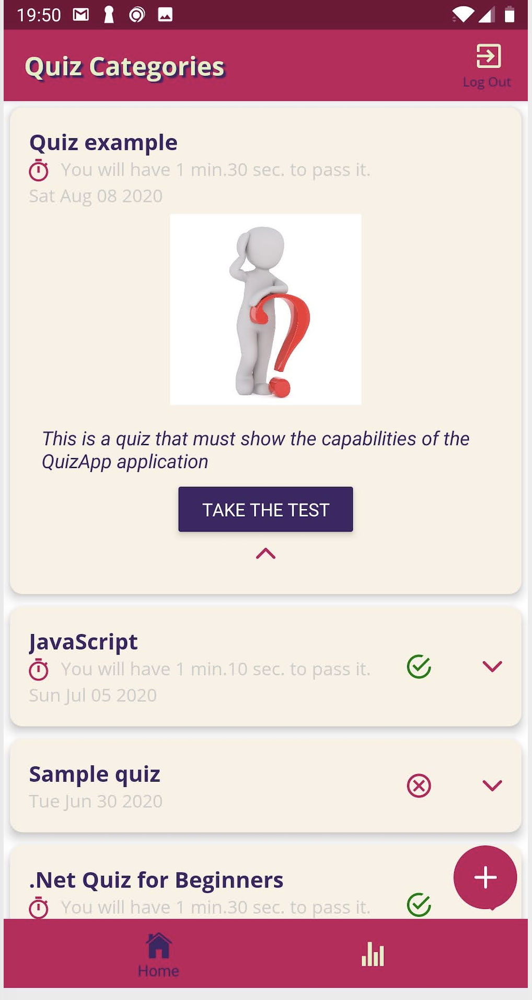 19:50
Quiz Categories
Log Out
Quiz example
You will have 1 min.30 sec. to pass it.
Sat Aug 08 2020
This is a quiz that must show the capabilities of the
QuizApp application
TAKE THE TEST
JavaScript
You will have 1 min.10 sec. to pass it.
Sun Jul 05 2020
Sample quiz
Tue Jun 30 2020
.Net Quiz for Beginners
You will have 1 min.30 sec. to pass it.
Home